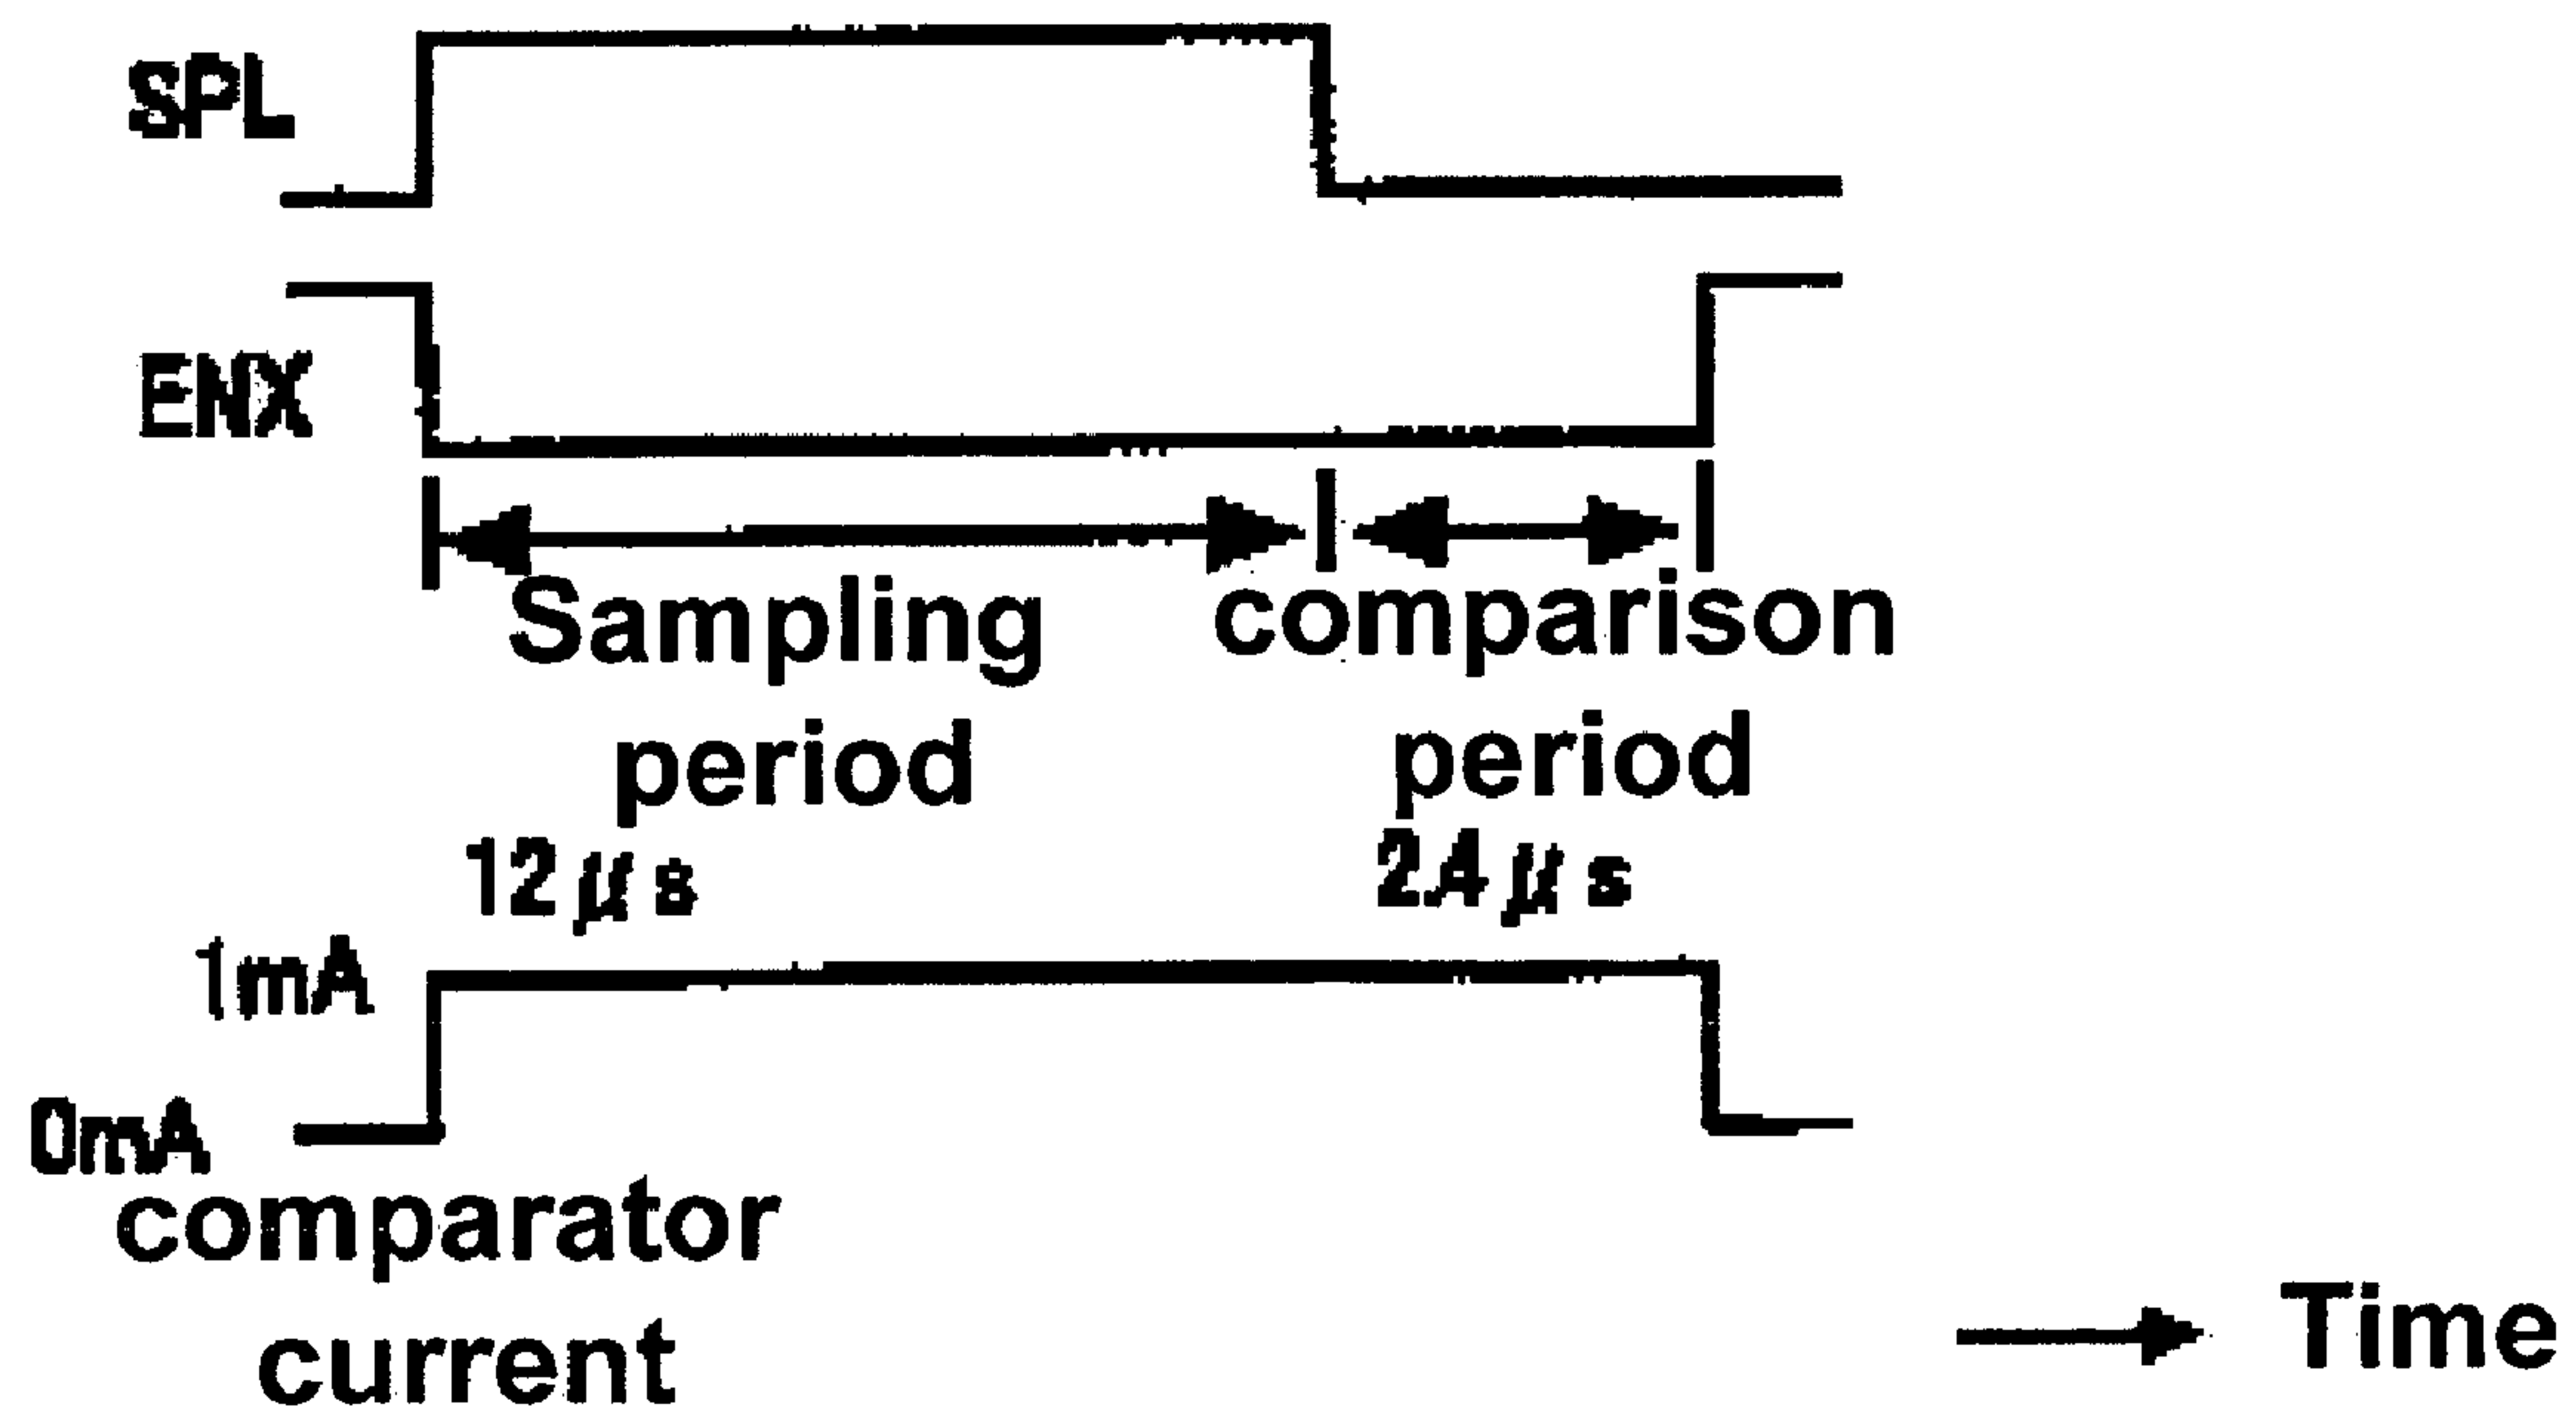 SPL
ENX
Sampling
period
12μs
comparison
period
2.4μs
1mA
0mA
comparator
current
Time